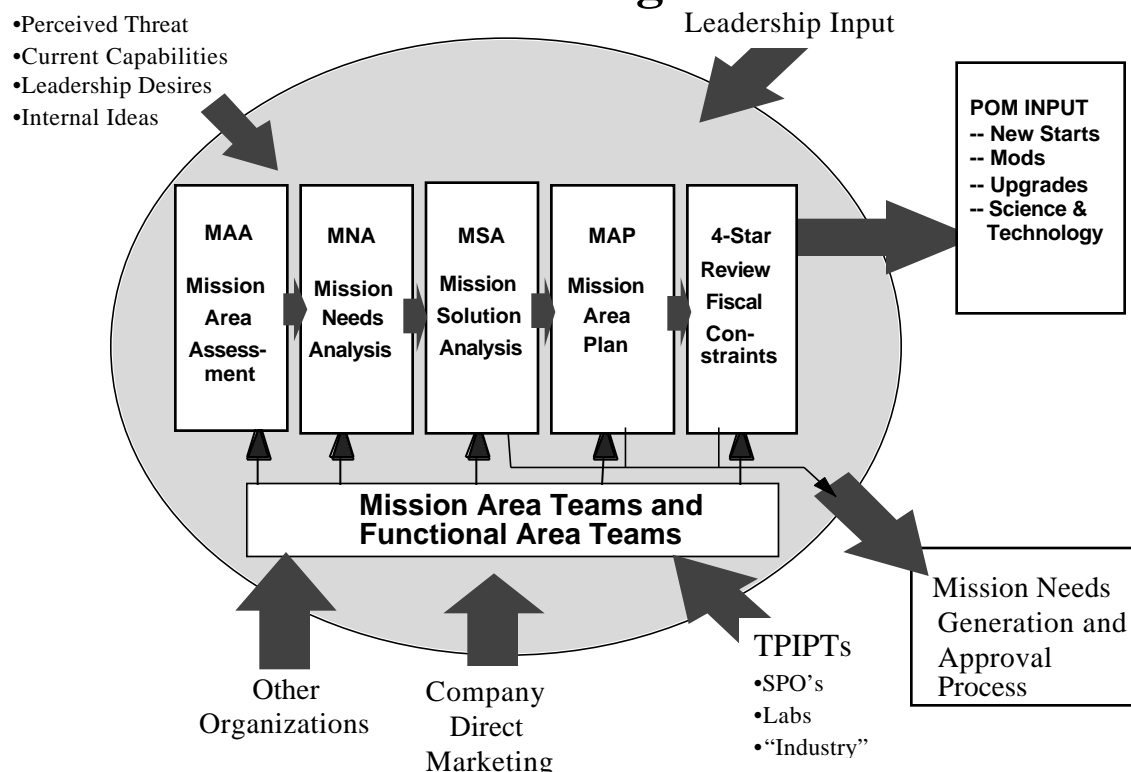 •Perceived Threat
•Current Capabilities
•Leadership Desires
•Internal Ideas
Leadership Input
POM INPUT
-- New Starts
-- Mods
-- Upgrades
-- Science &
Technology
MAA
Mission
Area
Assess-
ment
MNA
Mission
Needs
Analysis
MSA
Mission
Solution
Analysis
MAP
Mission
Area
Plan
4-Star
Review
Fiscal
Con-
straints
Mission Area Teams and
Functional Area Teams
Other
Organizations
Company
Direct
Marketing
TPIPTs
•SPO's
•Labs
•“Industry”
Mission Needs
Generation and
Approval
Process